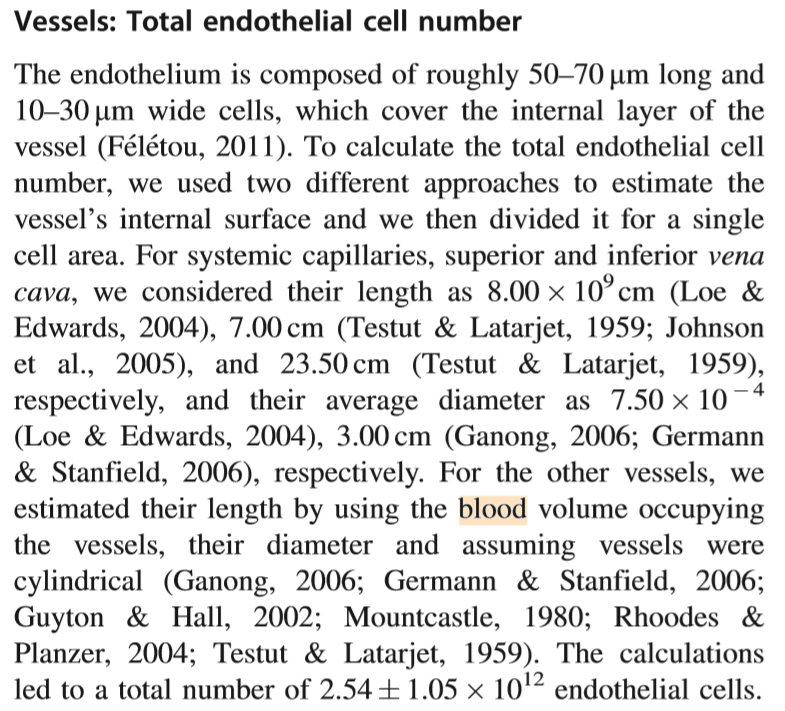 Vessels: Total endothelial cell number
The endothelium is composed of roughly 50–70 μm long and
10–30 μm wide cells, which cover the internal layer of the
vessel (Félétou, 2011). To calculate the total endothelial cell
number, we used two different approaches to estimate the
vessel's internal surface and we then divided it for a single
cell area. For systemic capillaries, superior and inferior vena
cava, we considered their length as 8.00 × 10⁹ cm (Loe &
Edwards, 2004), 7.00 cm (Testut & Latarjet, 1959; Johnson
et al., 2005), and 23.50 cm (Testut & Latarjet, 1959),
respectively, and their average diameter as 7.50 × 10⁻⁴
(Loe & Edwards, 2004), 3.00 cm (Ganong, 2006; Germann
& Stanfield, 2006), respectively. For the other vessels, we
estimated their length by using the blood volume occupying
the vessels, their diameter and assuming vessels were
cylindrical (Ganong, 2006; Germann & Stanfield, 2006;
Guyton & Hall, 2002; Mountcastle, 1980; Rhoodes &
Planzer, 2004; Testut & Latarjet, 1959). The calculations
led to a total number of 2.54 ± 1.05 × 10¹² endothelial cells.